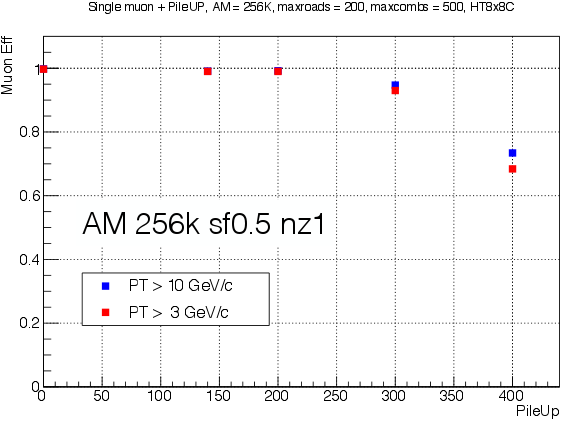 Single muon + PileUP, AM = 256K, maxroads = 200, maxcombs = 500, HT8x8C
Muon Eff
1
0.8
0.6
AM 256k sf0.5 nz1
0.4
PT > 10 GeV/c
PT > 3 GeV/c
0.2
0
0 50 100 150 200 250 300 350 400
PileUp